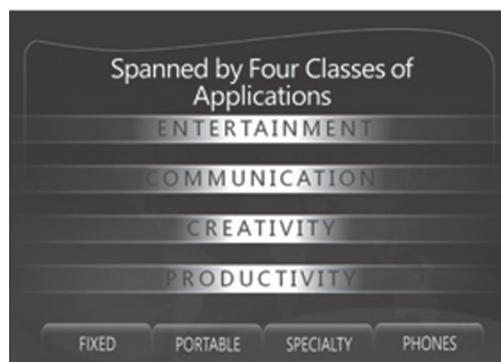 Spanned by Four Classes of
Applications
ENTERTAINMENT
COMMUNICATION
CREATIVITY
PRODUCTIVITY
FIXED PORTABLE SPECIALTY PHONES